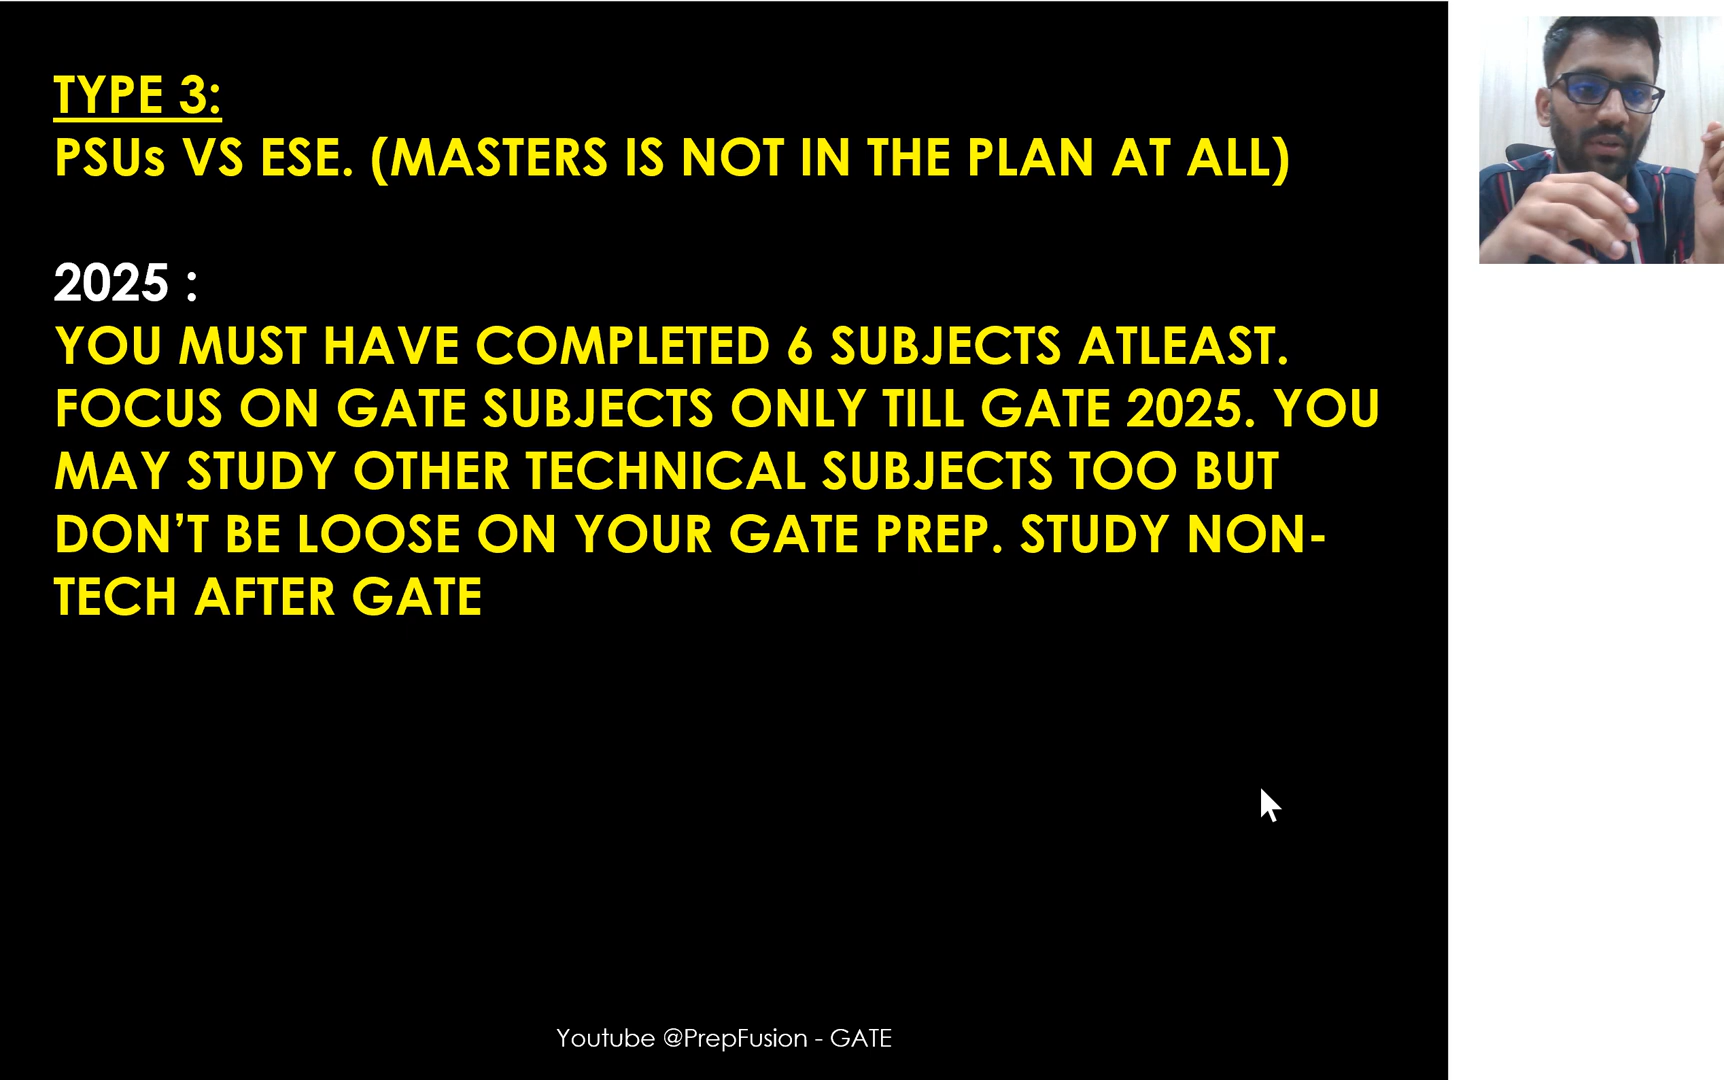 TYPE 3:
PSUs VS ESE. (MASTERS IS NOT IN THE PLAN AT ALL)
2025 :
YOU MUST HAVE COMPLETED 6 SUBJECTS ATLEAST.
FOCUS ON GATE SUBJECTS ONLY TILL GATE 2025. YOU
MAY STUDY OTHER TECHNICAL SUBJECTS TOO BUT
DON’T BE LOOSE ON YOUR GATE PREP. STUDY NON-
TECH AFTER GATE
Youtube @PrepFusion - GATE